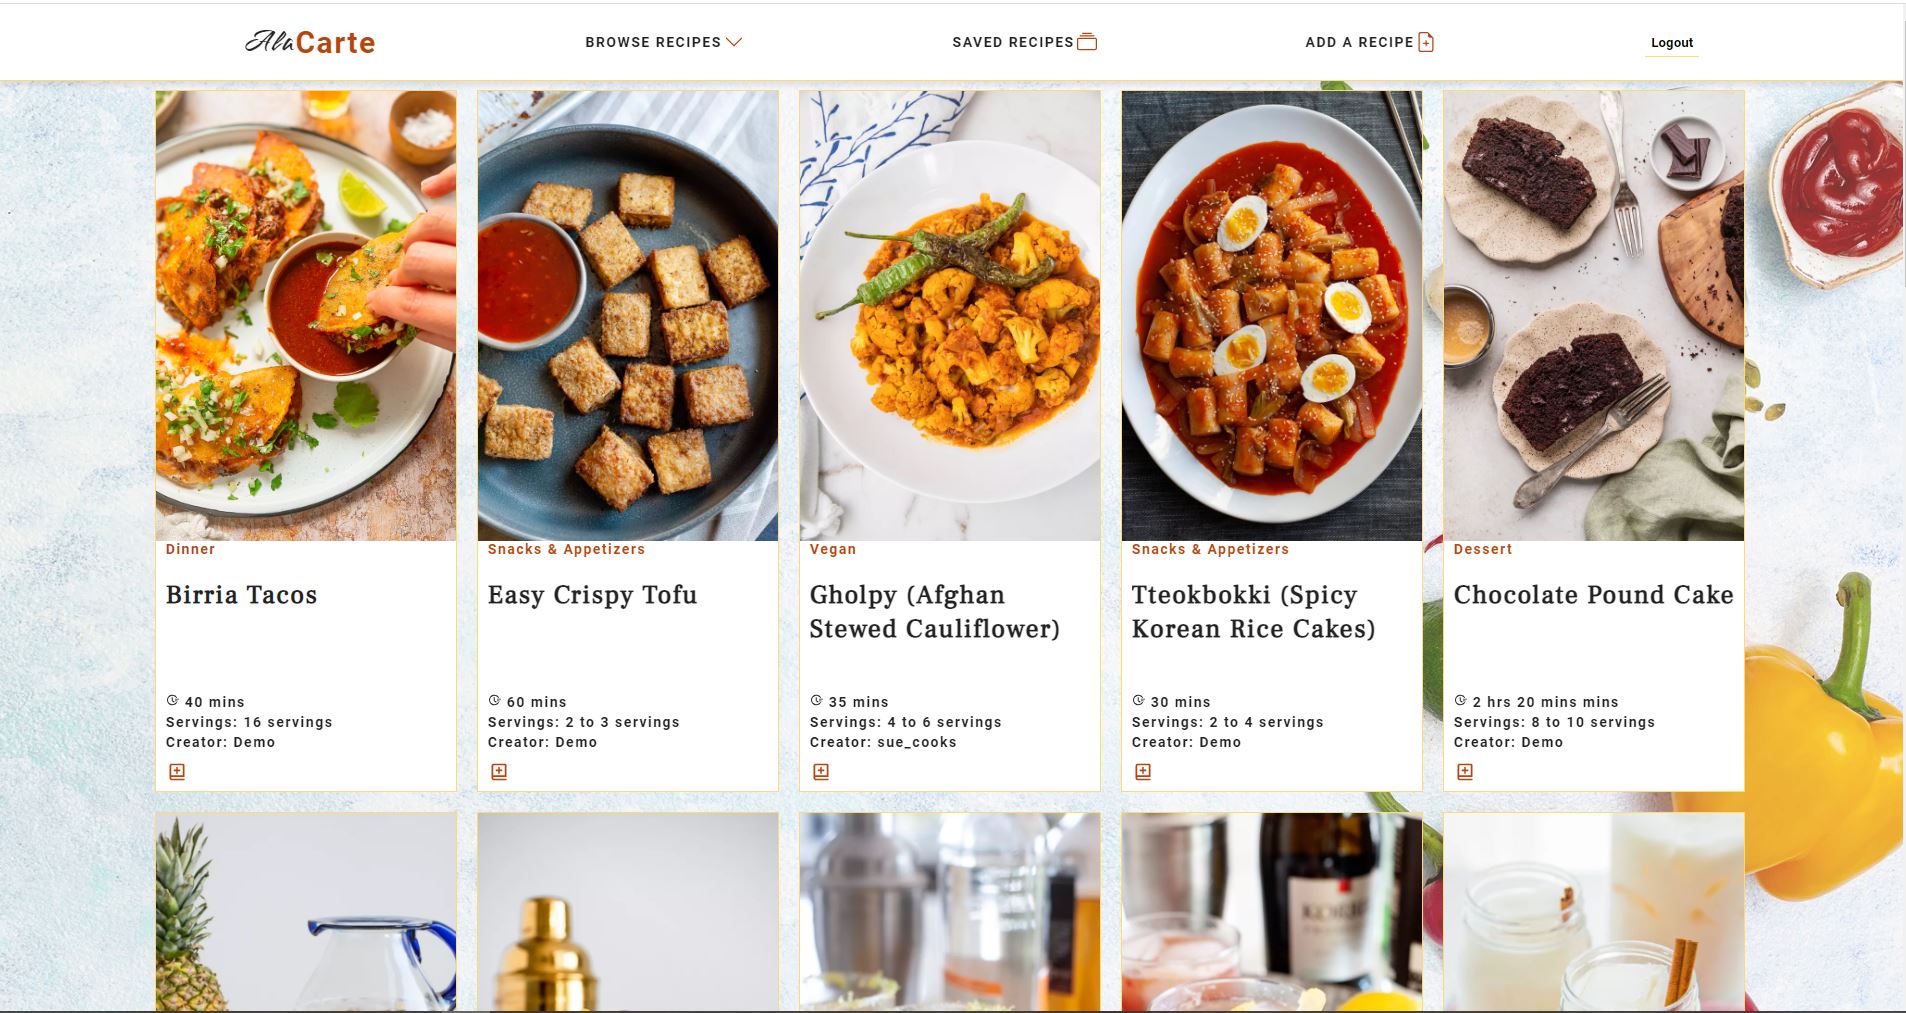 AlaCarte
BROWSE RECIPES
SAVED RECIPES
ADD A RECIPE
Logout
Dinner
Birria Tacos
40 mins
Servings: 16 servings
Creator: Demo
Snacks & Appetizers
Easy Crispy Tofu
60 mins
Servings: 2 to 3 servings
Creator: Demo
Vegan
Gholpy (Afghan
Stewed Cauliflower)
35 mins
Servings: 4 to 6 servings
Creator: sue_cooks
Snacks & Appetizers
Tteokbokki (Spicy
Korean Rice Cakes)
30 mins
Servings: 2 to 4 servings
Creator: Demo
Dessert
Chocolate Pound Cake
2 hrs 20 mins mins
Servings: 8 to 10 servings
Creator: Demo